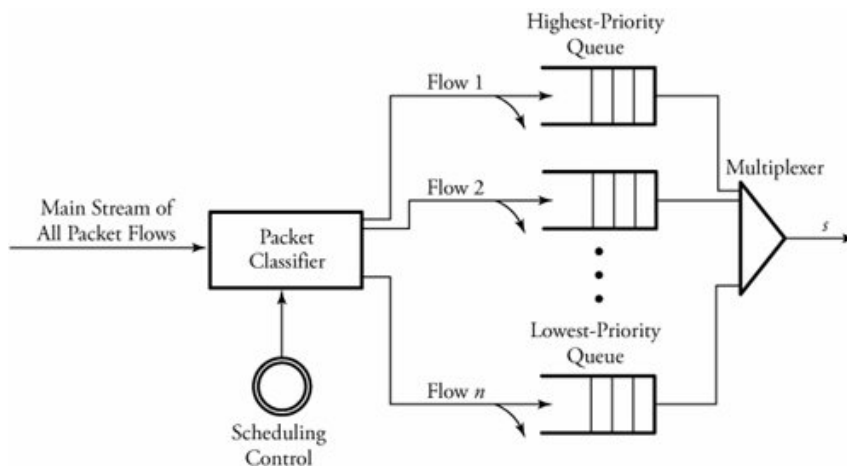 Highest-Priority
Queue
Flow 1
Multiplexer
Flow 2
Main Stream of
All Packet Flows
Packet
Classifier
s
Lowest-Priority
Queue
Flow n
Scheduling
Control